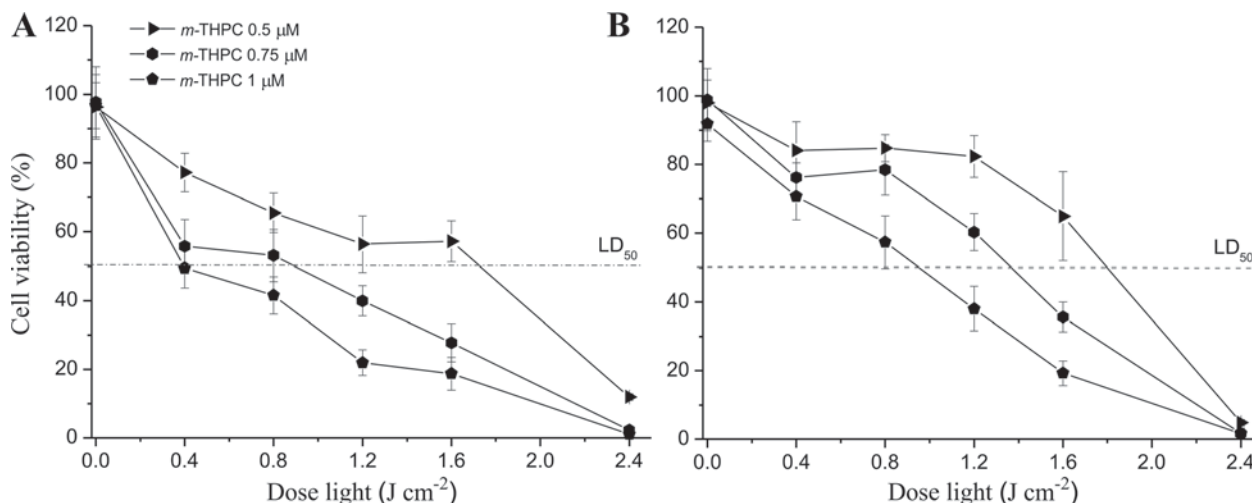 A
m-THPC 0.5 μM
m-THPC 0.75 μM
m-THPC 1 μM
120
100
80
60
40
20
0
Cell viability (%)
LD50
0.0 0.4 0.8 1.2 1.6 2.0 2.4
Dose light (J cm-2)
B
120
100
80
60
40
20
0
LD50
0.0 0.4 0.8 1.2 1.6 2.0 2.4
Dose light (J cm-2)